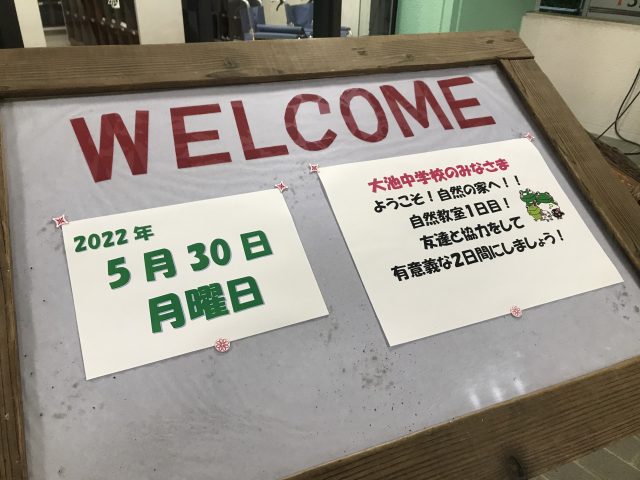 WELCOME
2022年
5月30日
月曜日
大池中学校のみなさま
ようこそ！自然の家へ！！
自然教室1日目！
友達と協力をして
有意義な2日間にしましょう！